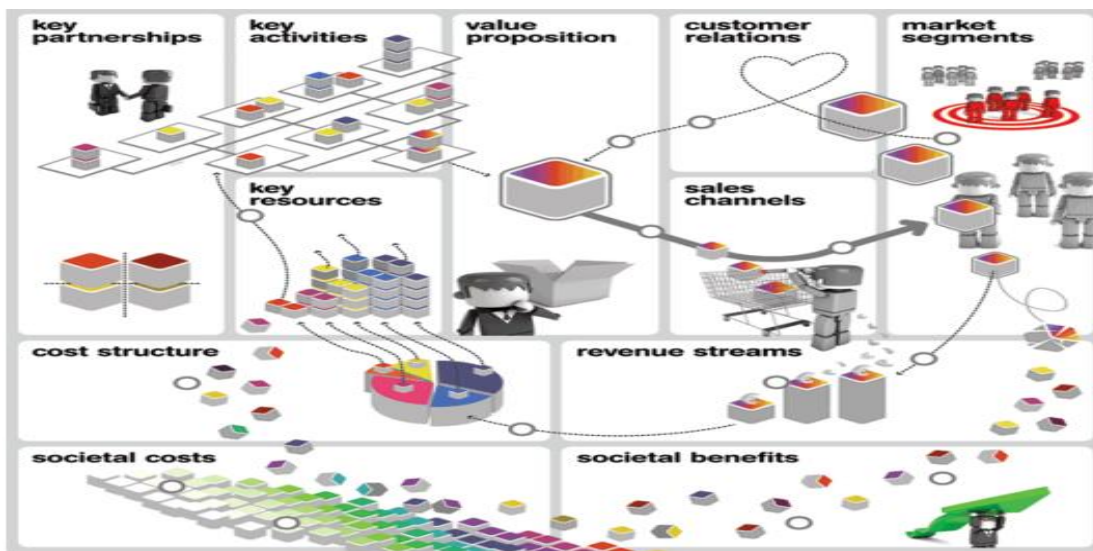 key
partnerships
key
activities
value
proposition
customer
relations
market
segments
key
resources
sales
channels
cost structure
revenue streams
societal costs
societal benefits